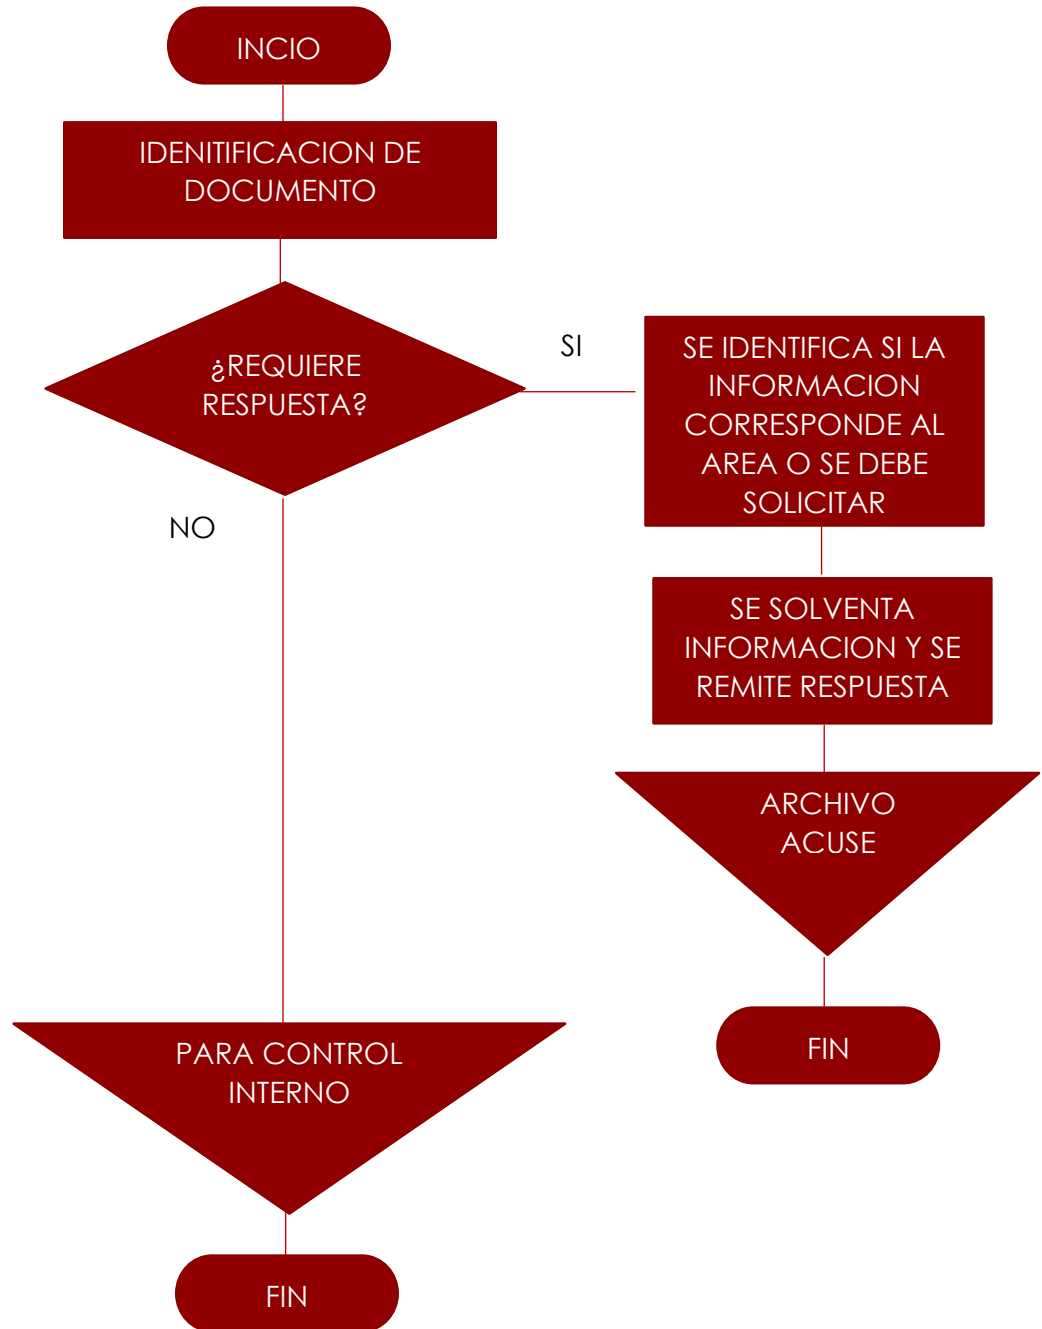 INCIO
IDENITIFICACION DE
DOCUMENTO
¿REQUIERE
RESPUESTA?
SI
SE IDENTIFICA SI LA
INFORMACION
CORRESPONDE AL
AREA O SE DEBE
SOLICITAR
NO
SE SOLVENTA
INFORMACION Y SE
REMITE RESPUESTA
ARCHIVO
ACUSE
FIN
PARA CONTROL
INTERNO
FIN